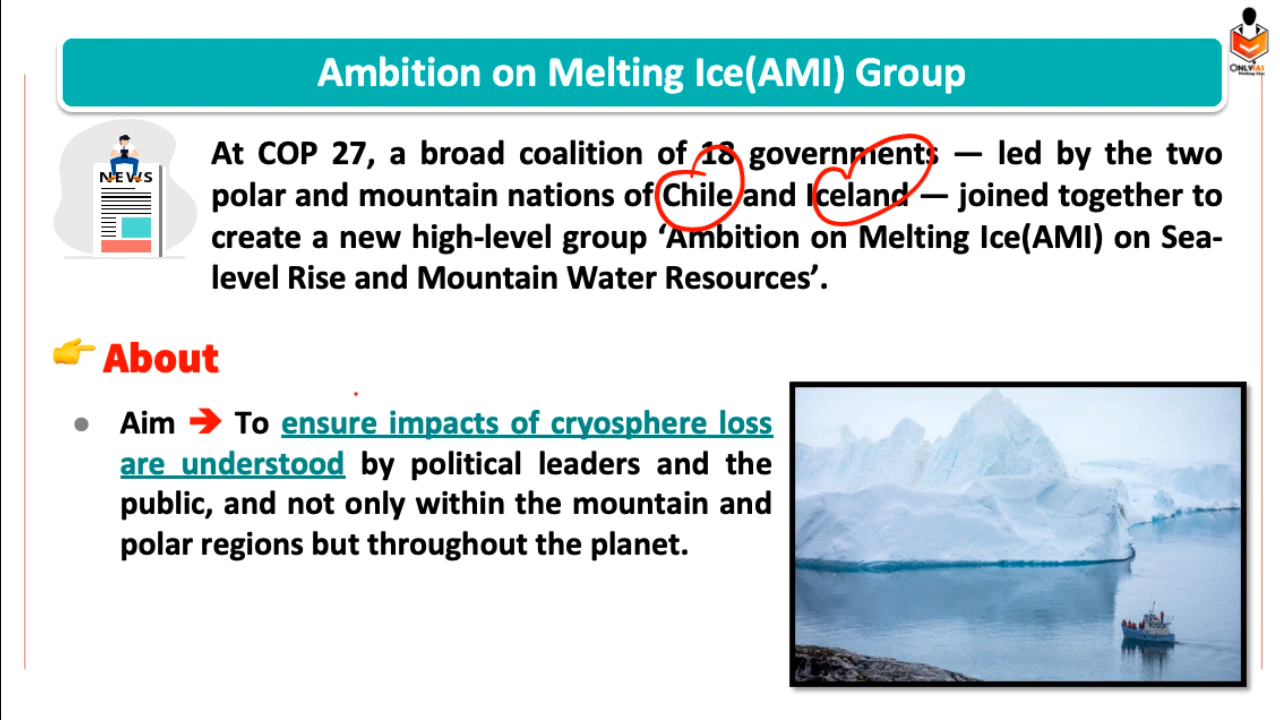 Ambition on Melting Ice(AMI) Group
ONLYIAS
NEWS
At COP 27, a broad coalition of 18 governments — led by the two
polar and mountain nations of Chile and Iceland — joined together to
create a new high-level group ‘Ambition on Melting Ice(AMI) on Sea-
level Rise and Mountain Water Resources’.
About
Aim To ensure impacts of cryosphere loss
are understood by political leaders and the
public, and not only within the mountain and
polar regions but throughout the planet.